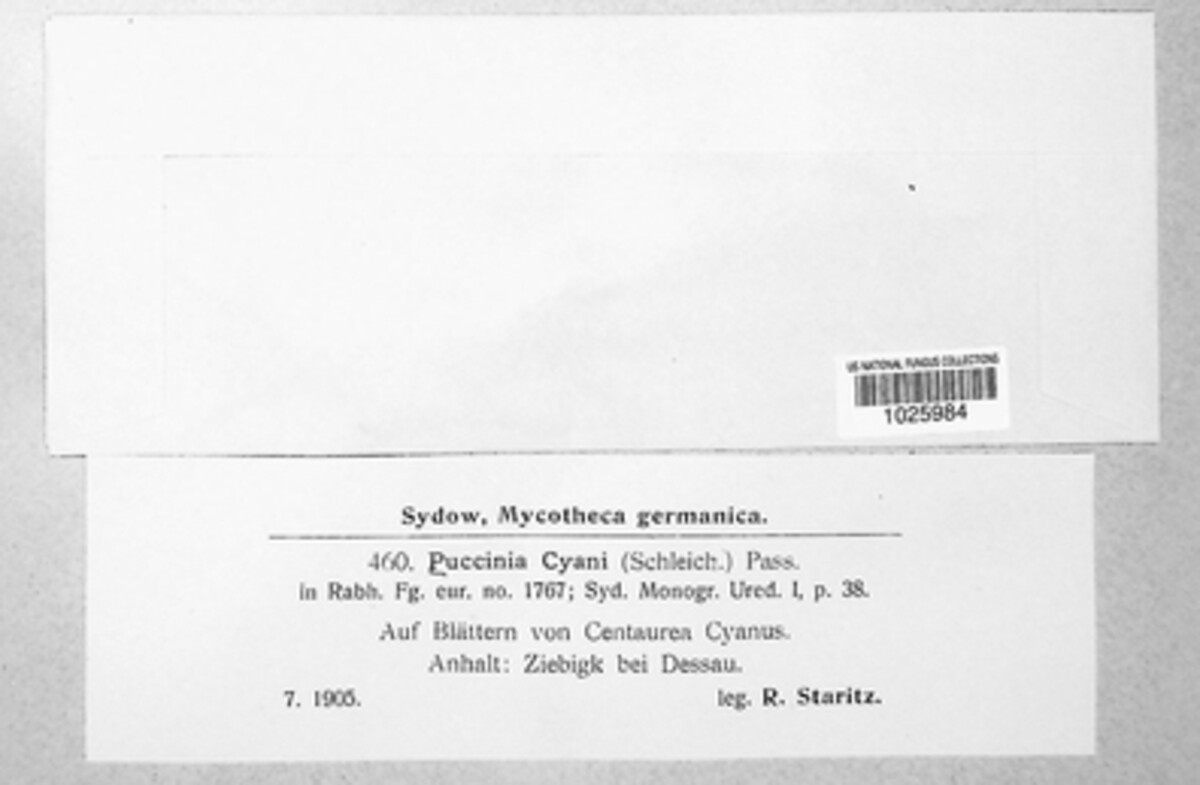 US NATIONAL FUNGUS COLLECTIONS
1025984
Sydow, Mycotheca germanica.
460. Puccinia Cyani (Schleich.) Pass.
in Rabh. Fg. eur. no. 1767; Syd. Monogr. Ured. I, p. 38.
Auf Blättern von Centaurea Cyanus.
Anhalt: Ziebigk bei Dessau.
7. 1905. leg. R. Staritz.